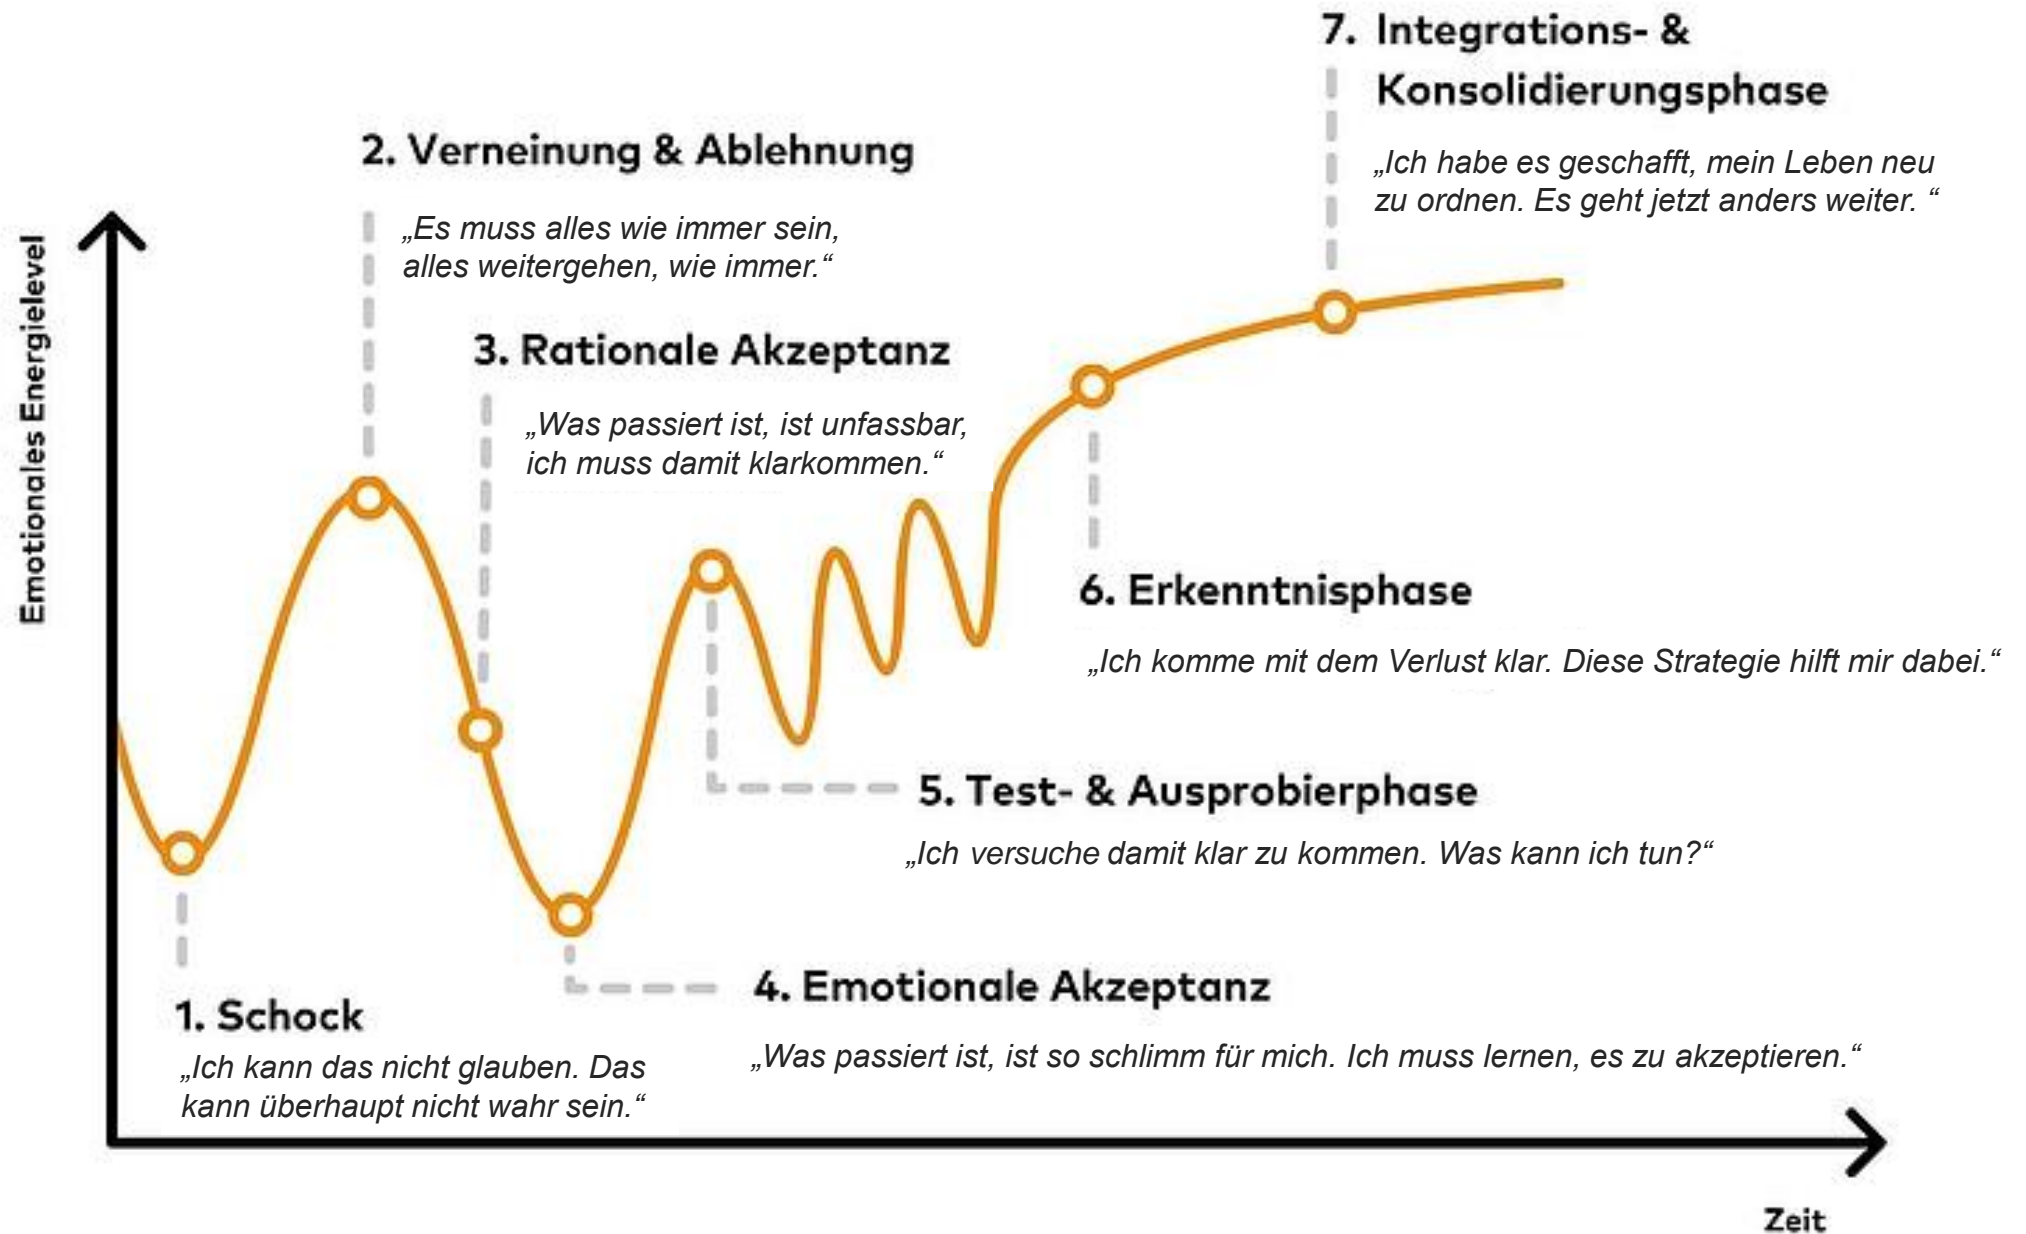 7. Integrations- &
Konsolidierungsphase
„Ich habe es geschafft, mein Leben neu
zu ordnen. Es geht jetzt anders weiter. “
2. Verneinung & Ablehnung
„Es muss alles wie immer sein,
alles weitergehen, wie immer.“
Emotionales Energielevel
3. Rationale Akzeptanz
„Was passiert ist, ist unfassbar,
ich muss damit klarkommen.“
6. Erkenntnisphase
„Ich komme mit dem Verlust klar. Diese Strategie hilft mir dabei.“
5. Test- & Ausprobierphase
„Ich versuche damit klar zu kommen. Was kann ich tun?“
4. Emotionale Akzeptanz
„Was passiert ist, ist so schlimm für mich. Ich muss lernen, es zu akzeptieren.“
1. Schock
„Ich kann das nicht glauben. Das
kann überhaupt nicht wahr sein.“
Zeit